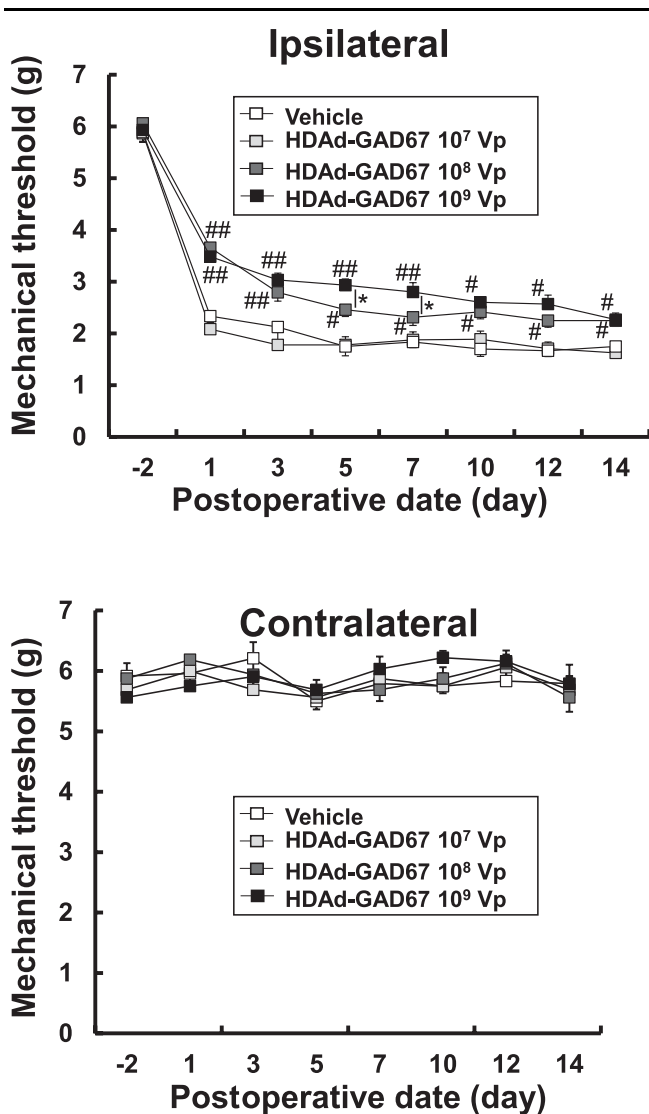 Ipsilateral
Mechanical threshold (g)
7
6
5
4
3
2
1
0
Vehicle
HDAd-GAD67 10⁷ Vp
HDAd-GAD67 10⁸ Vp
HDAd-GAD67 10⁹ Vp
## ## ## ## # # #
## ## # # # # #
* *
-2 1 3 5 7 10 12 14
Postoperative date (day)
Contralateral
Mechanical threshold (g)
7
6
5
4
3
2
1
0
Vehicle
HDAd-GAD67 10⁷ Vp
HDAd-GAD67 10⁸ Vp
HDAd-GAD67 10⁹ Vp
-2 1 3 5 7 10 12 14
Postoperative date (day)